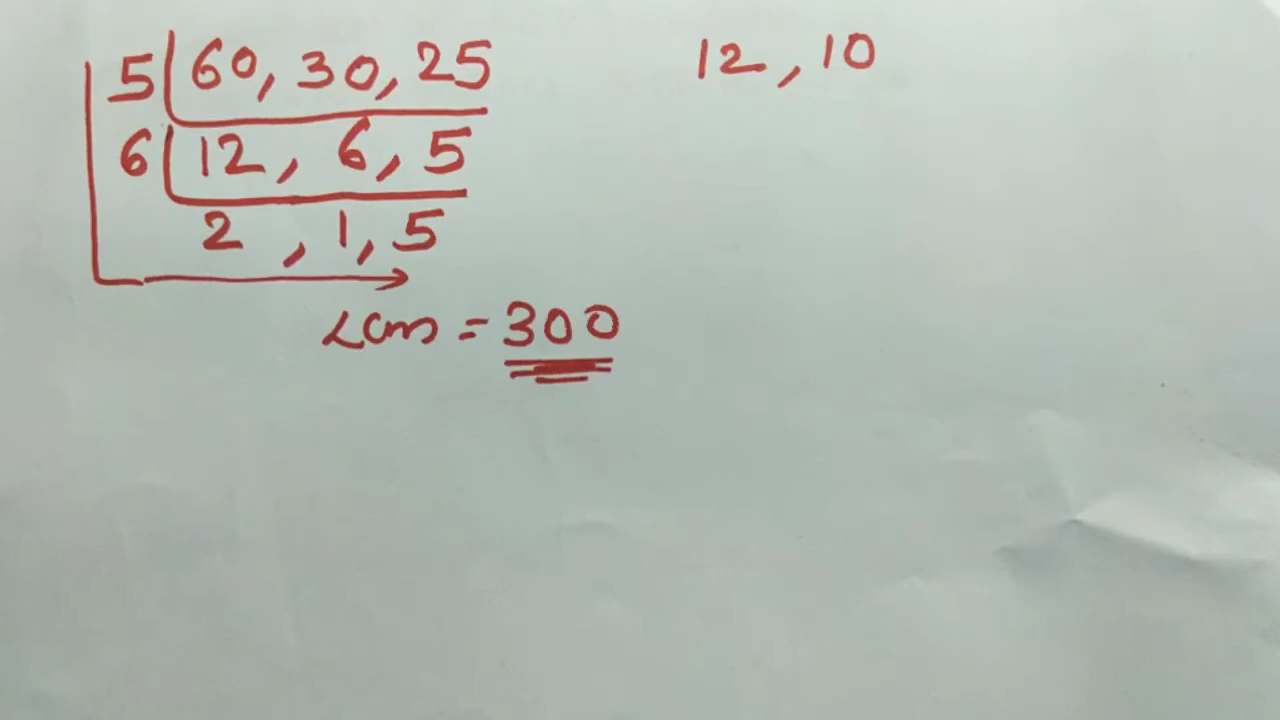 5 60, 30, 25
6 12, 6, 5
2, 1, 5
Lcm = 300
12, 10